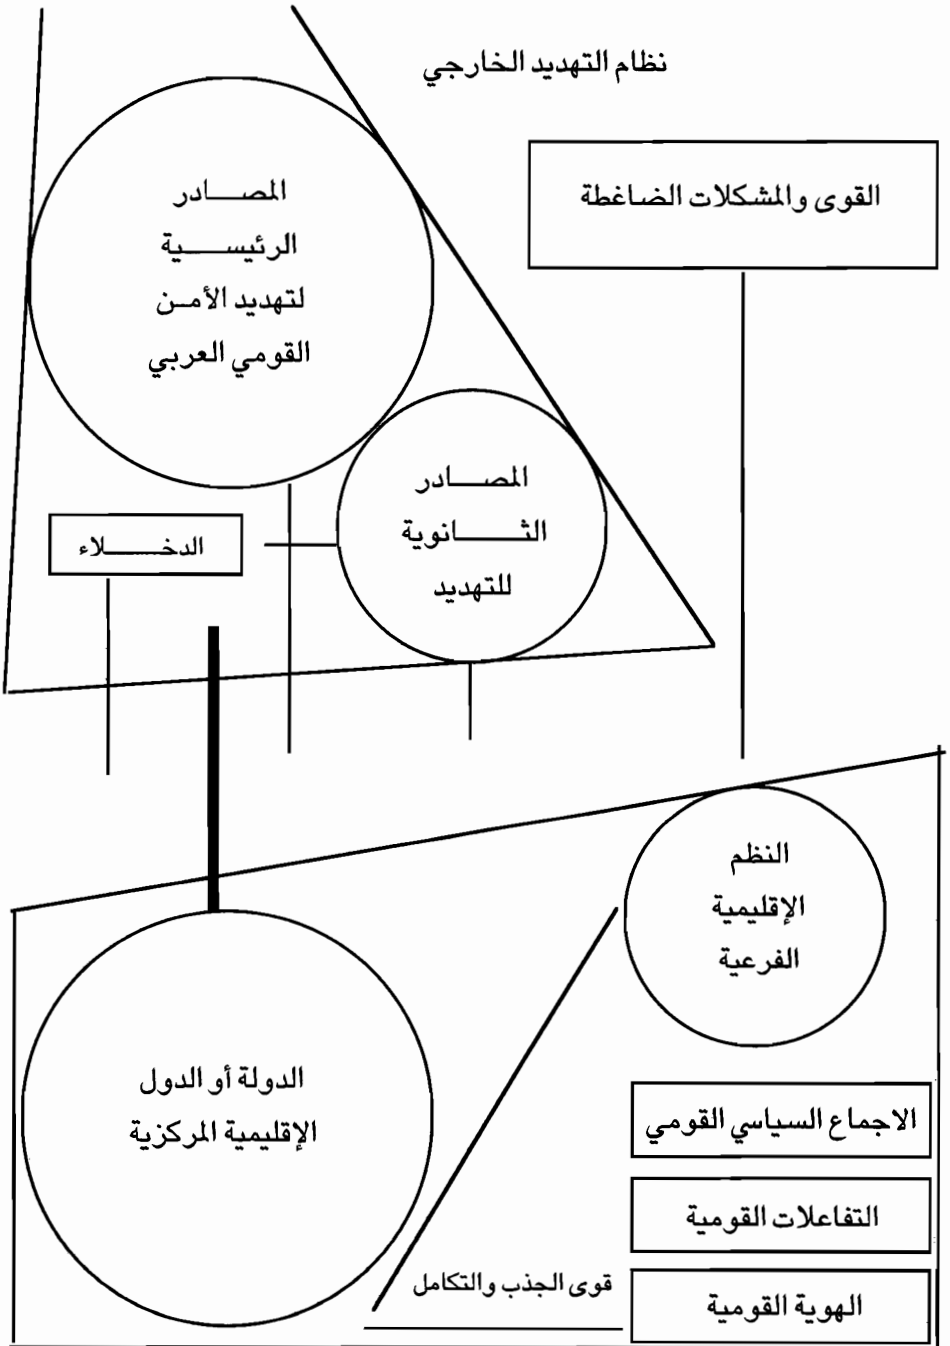 نظام التهديد الخارجي
القوى والمشكلات الضاغطة
المصادر
الرئيسية
لتهديد الأمن
القومي العربي
المصادر
الثانوية
للتهديد
الدخلاء
النظم
الإقليمية
الفرعية
الدولة أو الدول
الإقليمية المركزية
الاجماع السياسي القومي
التفاعلات القومية
قوى الجذب والتكامل
الهوية القومية